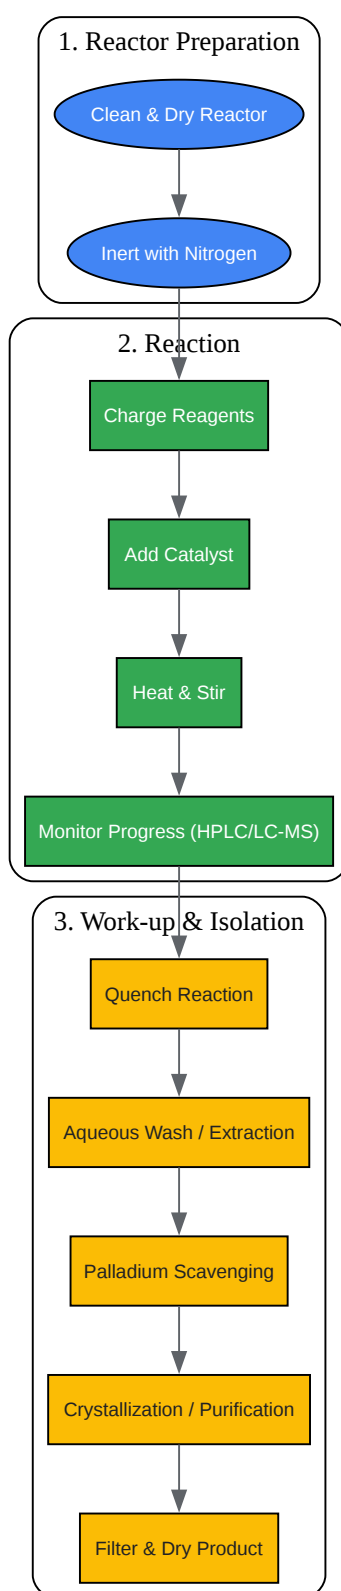 1. Reactor Preparation
Clean & Dry Reactor
Inert with Nitrogen
2. Reaction
Charge Reagents
Add Catalyst
Heat & Stir
Monitor Progress (HPLC/LC-MS)
3. Work-up & Isolation
Quench Reaction
Aqueous Wash / Extraction
Palladium Scavenging
Crystallization / Purification
Filter & Dry Product